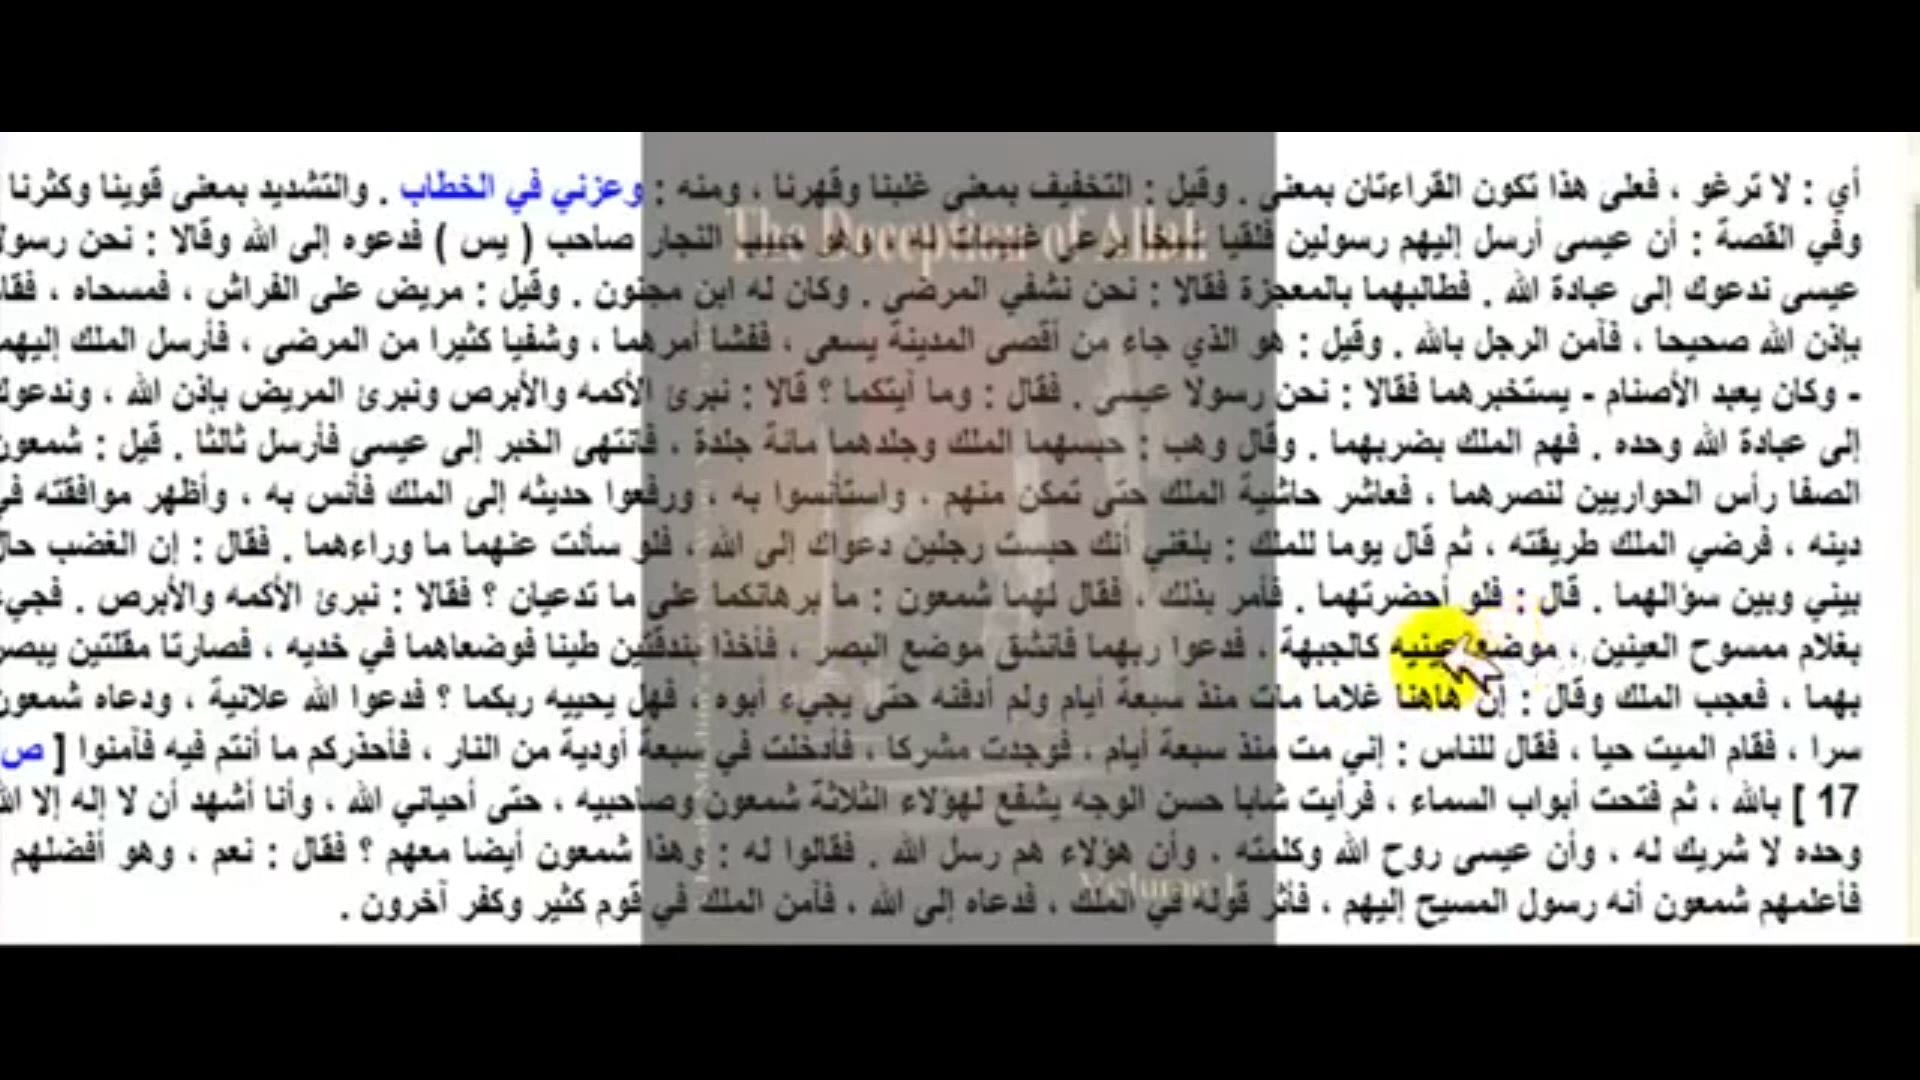 أي : لا ترغو ، فعلى هذا تكون القراءتان بمعنى . وقيل : التخفيف بمعنى غلبنا وقهرنا ، ومنه : وعزني في الخطاب . والتشديد بمعنى قوينا وكثرنا
وفي القصة : أن عيسى أرسل إليهم رسولين فلقيا شيخا يرعى غنيمات له ، وهو حبيب النجار صاحب ( يس ) فدعوه إلى الله وقالا : نحن رسولا
عيسى ندعوك إلى عبادة الله . فطالبهما بالمعجزة فقالا : نحن نشفي المرضى . وكان له ابن مجنون . وقيل : مريض على الفراش ، فمسحاه ، فقام
بإذن الله صحيحا ، فآمن الرجل بالله . وقيل : هو الذي جاء من أقصى المدينة يسعى ، ففشا أمرهما ، وشفيا كثيرا من المرضى ، فأرسل الملك إليهما
- وكان يعبد الأصنام - يستخبرهما فقالا : نحن رسولا عيسى . فقال : وما آيتكما ؟ قالا : نبرئ الأكمه والأبرص ونبرئ المريض بإذن الله ، وندعوك
إلى عبادة الله وحده . فهم الملك بضربهما . وقال وهب : حبسهما الملك وجلدهما مائة جلدة ، فانتهى الخبر إلى عيسى فأرسل ثالثا . قيل : شمعون
الصفا رأس الحواريين لنصرهما ، فعاشر حاشية الملك حتى تمكن منهم ، واستأنسوا به ، ورفعوا حديثه إلى الملك فأنس به ، وأظهر موافقته في
دينه ، فرضي الملك طريقته ، ثم قال يوما للملك : بلغني أنك حبست رجلين دعواك إلى الله ، فلو سألت عنهما ما وراءهما . فقال : إن الغضب حال
بيني وبين سؤالهما . قال : فلو أحضرتهما . فأمر بذلك ، فقال لهما شمعون : ما برهانكما على ما تدعيان ؟ فقالا : نبرئ الأكمه والأبرص . فجيء
بغلام ممسوح العينين ، موضع عينيه كالجبهة ، فدعوا ربهما فانشق موضع البصر ، فأخذا بندقتين طينا فوضعاهما في خديه ، فصارتا مقلتين يبصر
بهما ، فعجب الملك وقال : إن هاهنا غلاما مات منذ سبعة أيام ولم أدفنه حتى يجيء أبوه ، فهل يحييه ربكما ؟ فدعوا الله علانية ، ودعاه شمعون
سرا ، فقام الميت حيا ، فقال للناس : إني مت منذ سبعة أيام ، فوجدت مشركا ، فأدخلت في سبعة أودية من النار ، فأحذركم ما أنتم فيه فآمنوا [ ص
17 ] بالله ، ثم فتحت أبواب السماء ، فرأيت شابا حسن الوجه يشفع لهؤلاء الثلاثة شمعون وصاحبيه ، حتى أحياني الله ، وأنا أشهد أن لا إله إلا الله
وحده لا شريك له ، وأن عيسى روح الله وكلمته ، وأن هؤلاء هم رسل الله . فقالوا له : وهذا شمعون أيضا معهم ؟ فقال : نعم ، وهو أفضلهم
فأعلمهم شمعون أنه رسول المسيح إليهم ، فأثر قوله في الملك ، فدعاه إلى الله ، فآمن الملك في قوم كثير وكفر آخرون .
The Deception of Allah
Volume 1